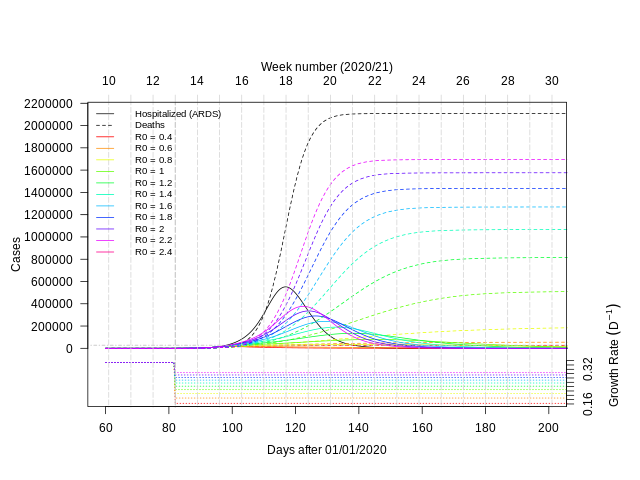 Week number (2020/21)
10 12 14 16 18 20 22 24 26 28 30
2200000
2000000
1800000
1600000
1400000
1200000
1000000
800000
600000
400000
200000
0
Cases
Hospitalized (ARDS)
Deaths
R0 = 0.4
R0 = 0.6
R0 = 0.8
R0 = 1
R0 = 1.2
R0 = 1.4
R0 = 1.6
R0 = 1.8
R0 = 2
R0 = 2.2
R0 = 2.4
0.32
0.16
Growth Rate (D⁻¹)
60 80 100 120 140 160 180 200
Days after 01/01/2020